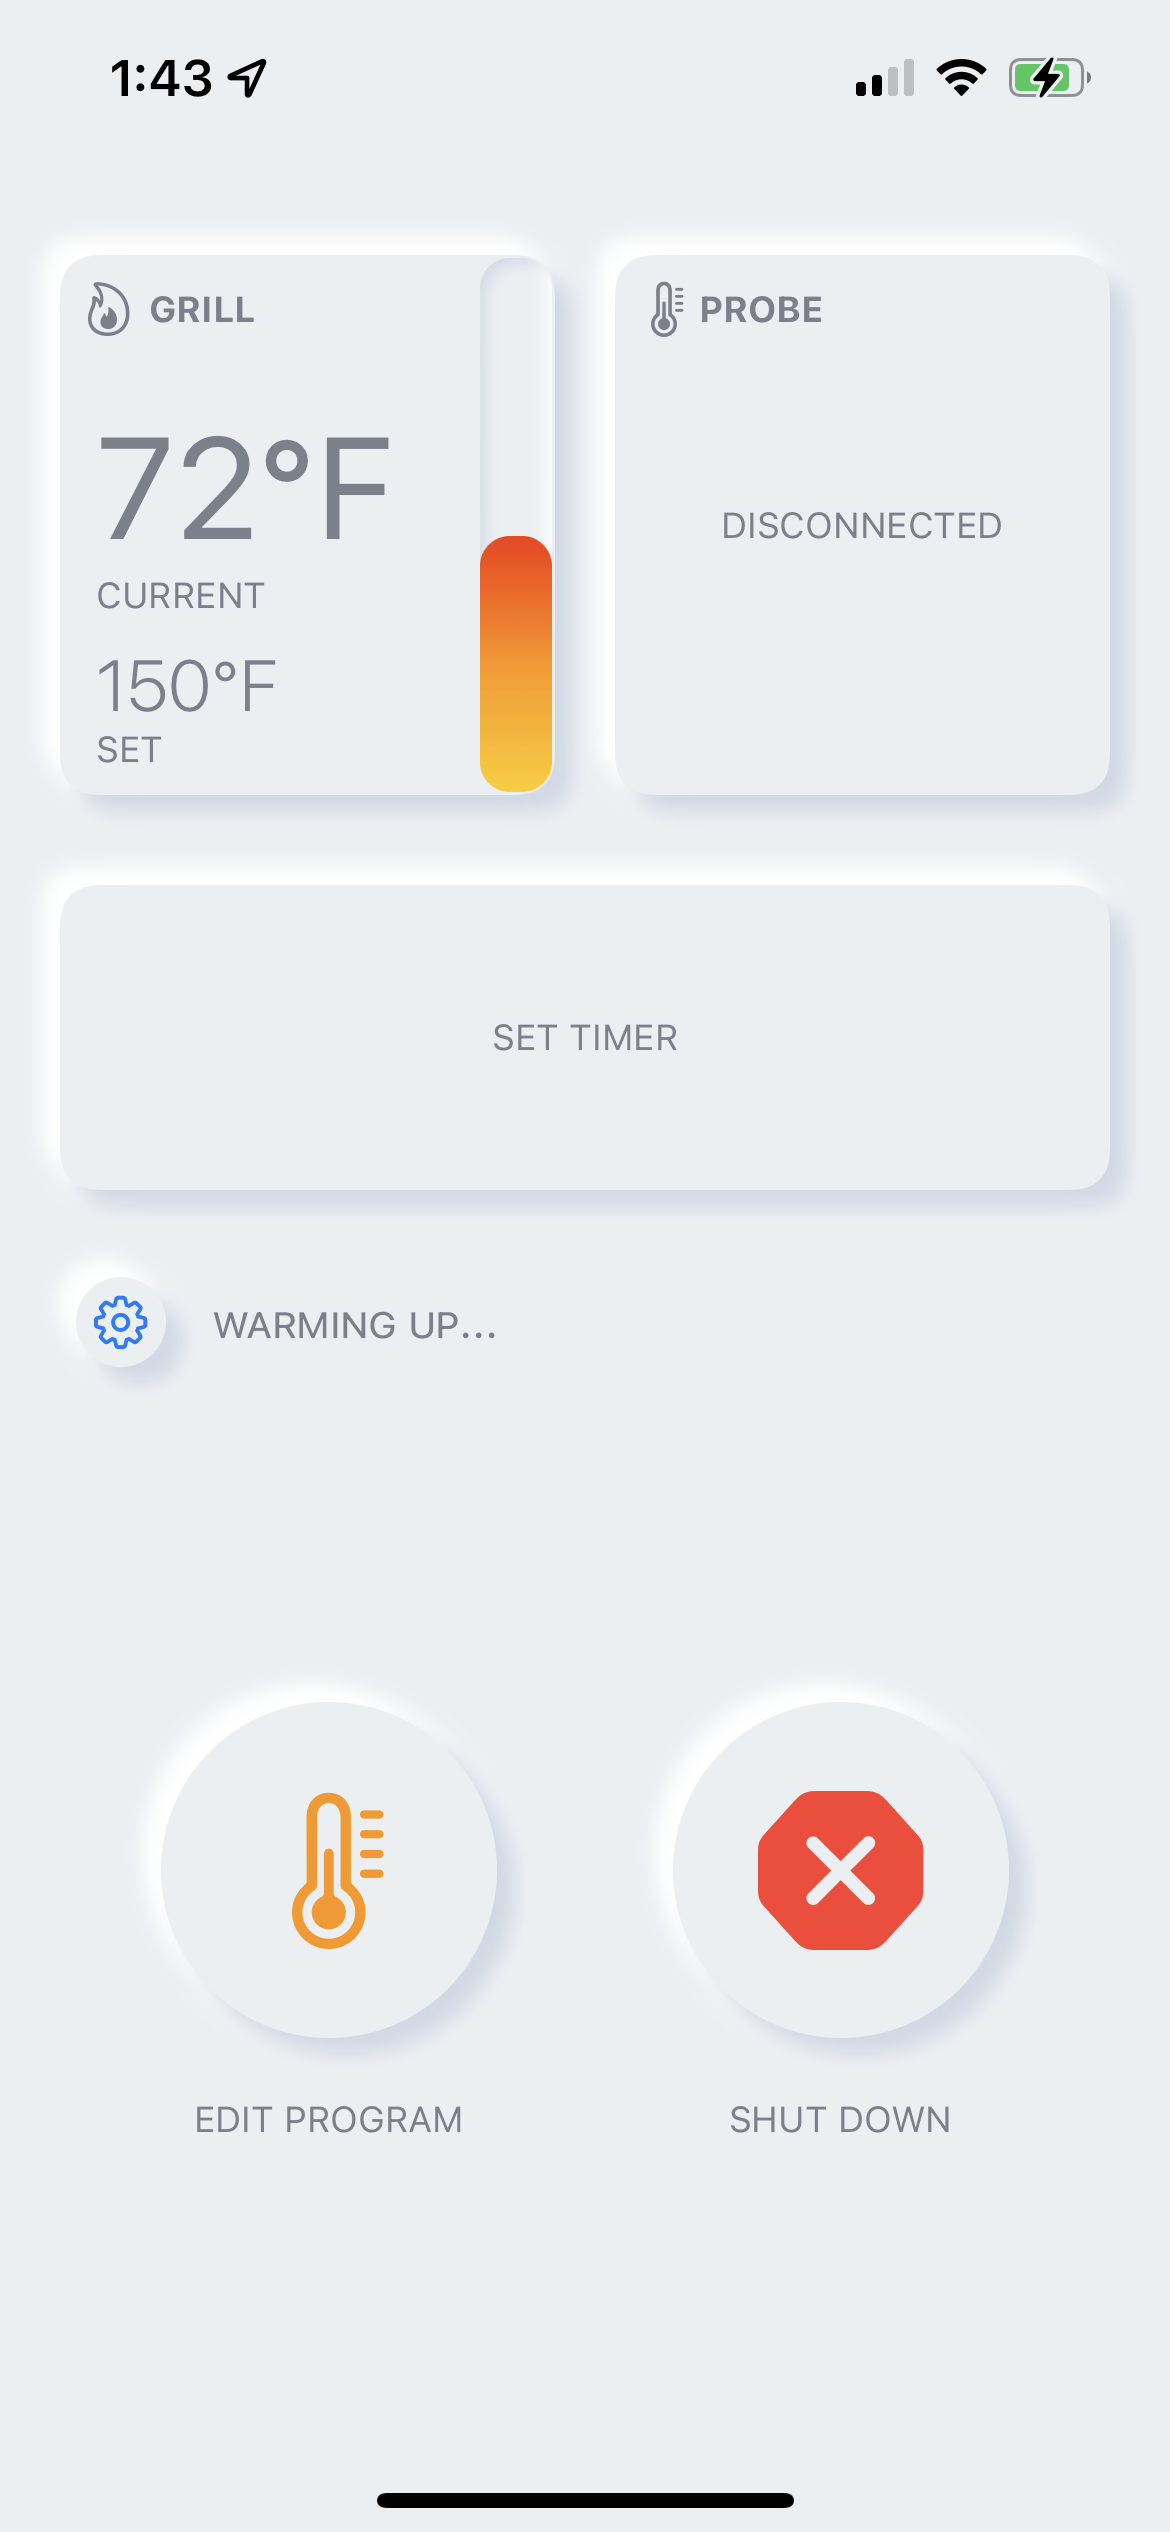 1:43
GRILL
72°F
CURRENT
150°F
SET
PROBE
DISCONNECTED
SET TIMER
WARMING UP...
EDIT PROGRAM
SHUT DOWN